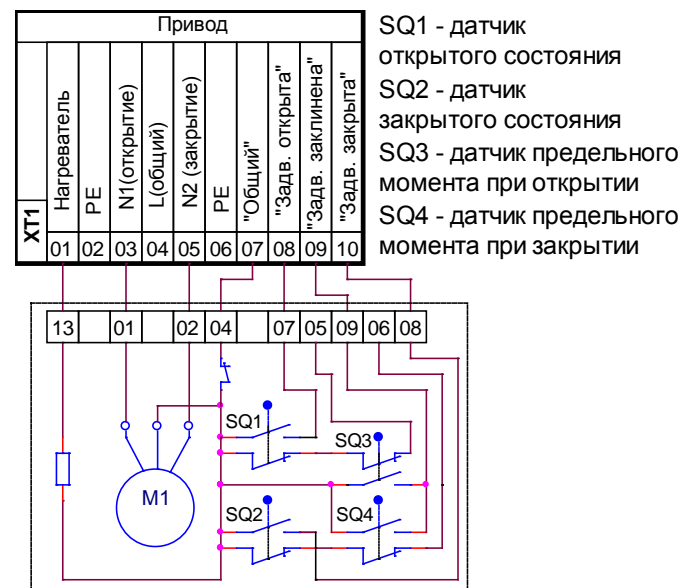 Привод
XT1
Нагреватель
PE
N1(открытие)
L(общий)
N2 (закрытие)
PE
"Общий"
"Задв. открыта"
"Задв. заклинена"
"Задв. закрыта"
01 02 03 04 05 06 07 08 09 10
SQ1 - датчик
открытого состояния
SQ2 - датчик
закрытого состояния
SQ3 - датчик предельного
момента при открытии
SQ4 - датчик предельного
момента при закрытии
13 01 02 04 07 05 09 06 08
SQ1
SQ3
M1
SQ2
SQ4